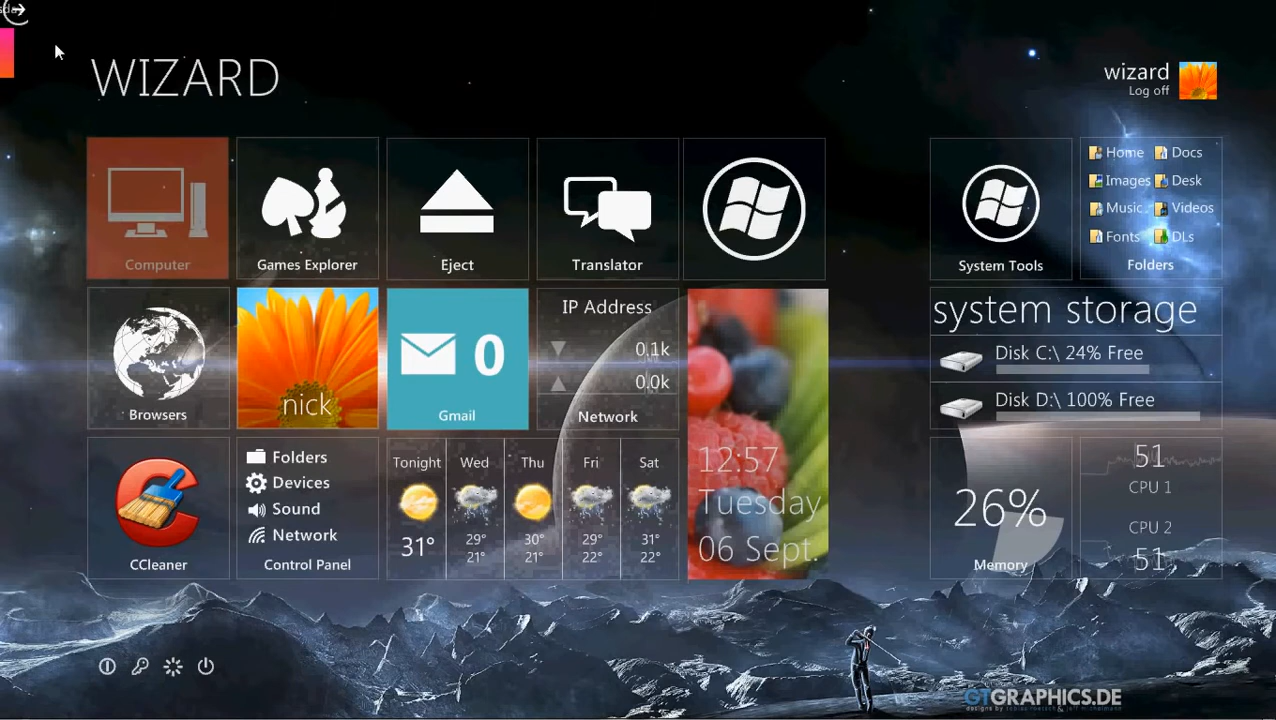 WIZARD
wizard
Log off
Computer
Games Explorer
Eject
Translator
System Tools
Home Docs
Images Desk
Music Videos
Fonts DLs
Folders
Browsers
nick
0
Gmail
IP Address
0.1k
0.0k
Network
system storage
Disk C:\ 24% Free
Disk D:\ 100% Free
CCleaner
Folders
Devices
Sound
Network
Control Panel
Tonight Wed Thu Fri Sat
31° 29° 30° 29° 31°
21° 21° 22° 22°
12:57
Tuesday
06 Sept.
26%
Memory
51
CPU 1
CPU 2
51
GTGRAPHICS.DE